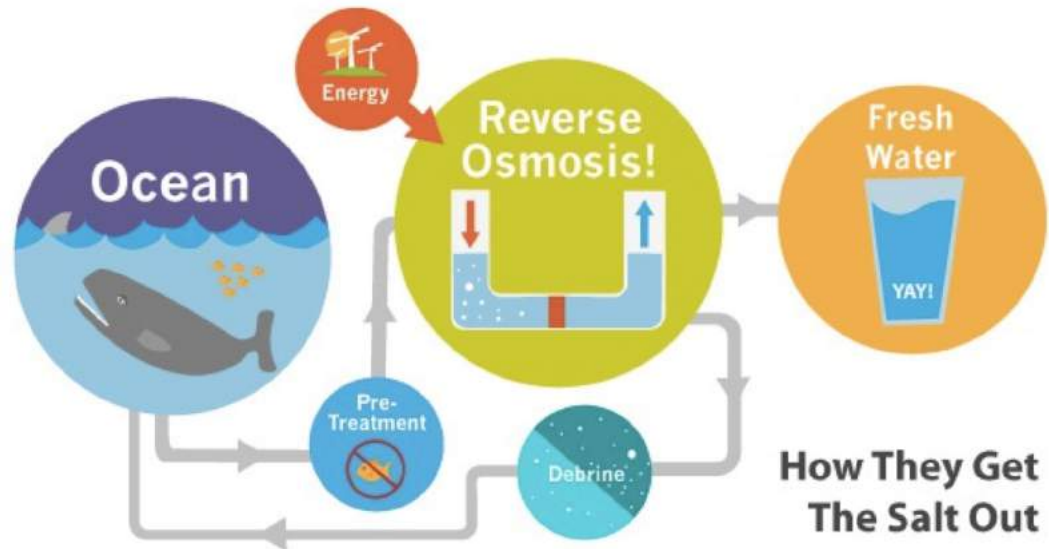 Energy
Ocean
Reverse
Osmosis!
Fresh
Water
YAY!
Pre-
Treatment
Debrine
How They Get
The Salt Out